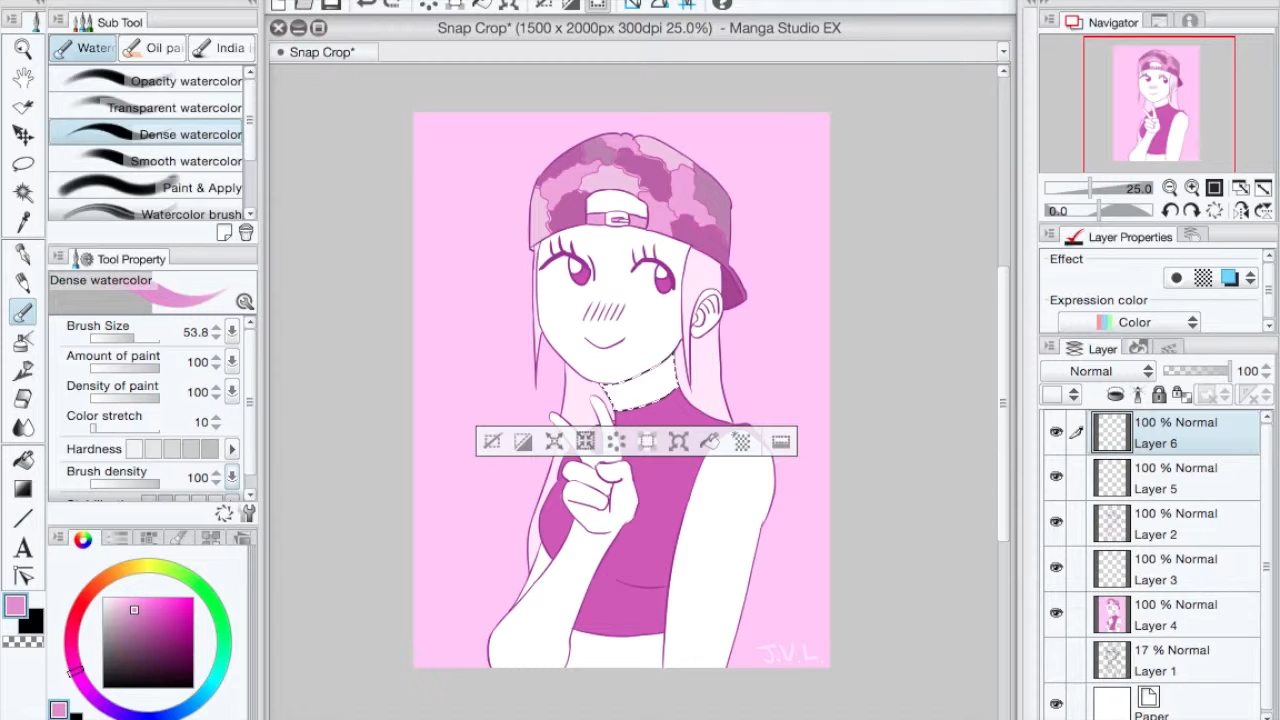 Snap Crop* (1500 x 2000px 300dpi 25.0%) - Manga Studio EX
Snap Crop*
Sub Tool
Water
Oil pa
India
Opacity watercolor
Transparent watercolor
Dense watercolor
Smooth watercolor
Paint & Apply
Watercolor brush
Tool Property
Dense watercolor
Brush Size 53.8
Amount of paint 100
Density of paint 100
Color stretch 10
Hardness
Brush density 100
J.V.L.
Navigator
25.0
0.0
Layer Properties
Effect
Expression color
Color
Layer
Normal 100
100 % Normal
Layer 6
100 % Normal
Layer 5
100 % Normal
Layer 2
100 % Normal
Layer 3
100 % Normal
Layer 4
17 % Normal
Layer 1
Paper